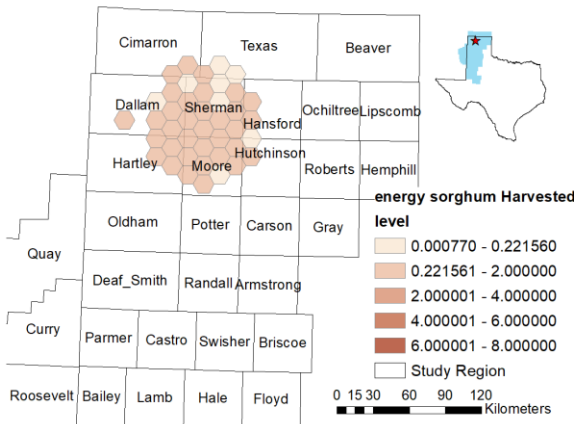 Cimarron Texas Beaver
Dallam Sherman Hansford Ochiltree Lipscomb
Hartley Moore Hutchinson Roberts Hemphill
Oldham Potter Carson Gray
Quay
Deaf_Smith Randall Armstrong
Curry Parmer Castro Swisher Briscoe
Roosevelt Bailey Lamb Hale Floyd
energy sorghum Harvested
level
0.000770 - 0.221560
0.221561 - 2.000000
2.000001 - 4.000000
4.000001 - 6.000000
6.000001 - 8.000000
Study Region
0 15 30 60 90 120
Kilometers